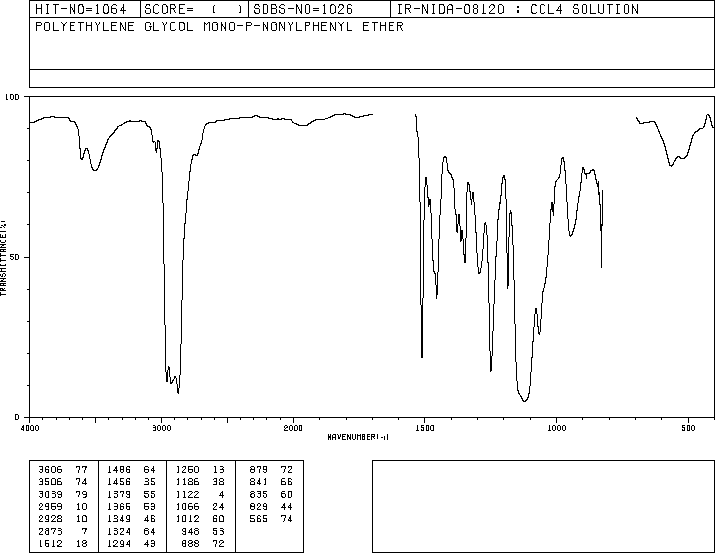 HIT-NO=1064 SCORE= ( ) SDBS-NO=1026 IR-NIDA-08120 : CCL4 SOLUTION
POLYETHYLENE GLYCOL MONO-P-NONYLPHENYL ETHER
100
50
0
TRANSMITTANCE(%)
4000 3000 2000 1500 1000 500
WAVENUMBER(-1)
3606 77 1486 64 1250 13 879 72
3506 74 1456 35 1186 38 841 66
3039 79 1379 55 1122 4 835 60
2959 10 1365 1066 24 829 44
2928 10 1349 46 1012 60 565 74
2873 7 1324 64 948
1512 18 1294 43 888 72